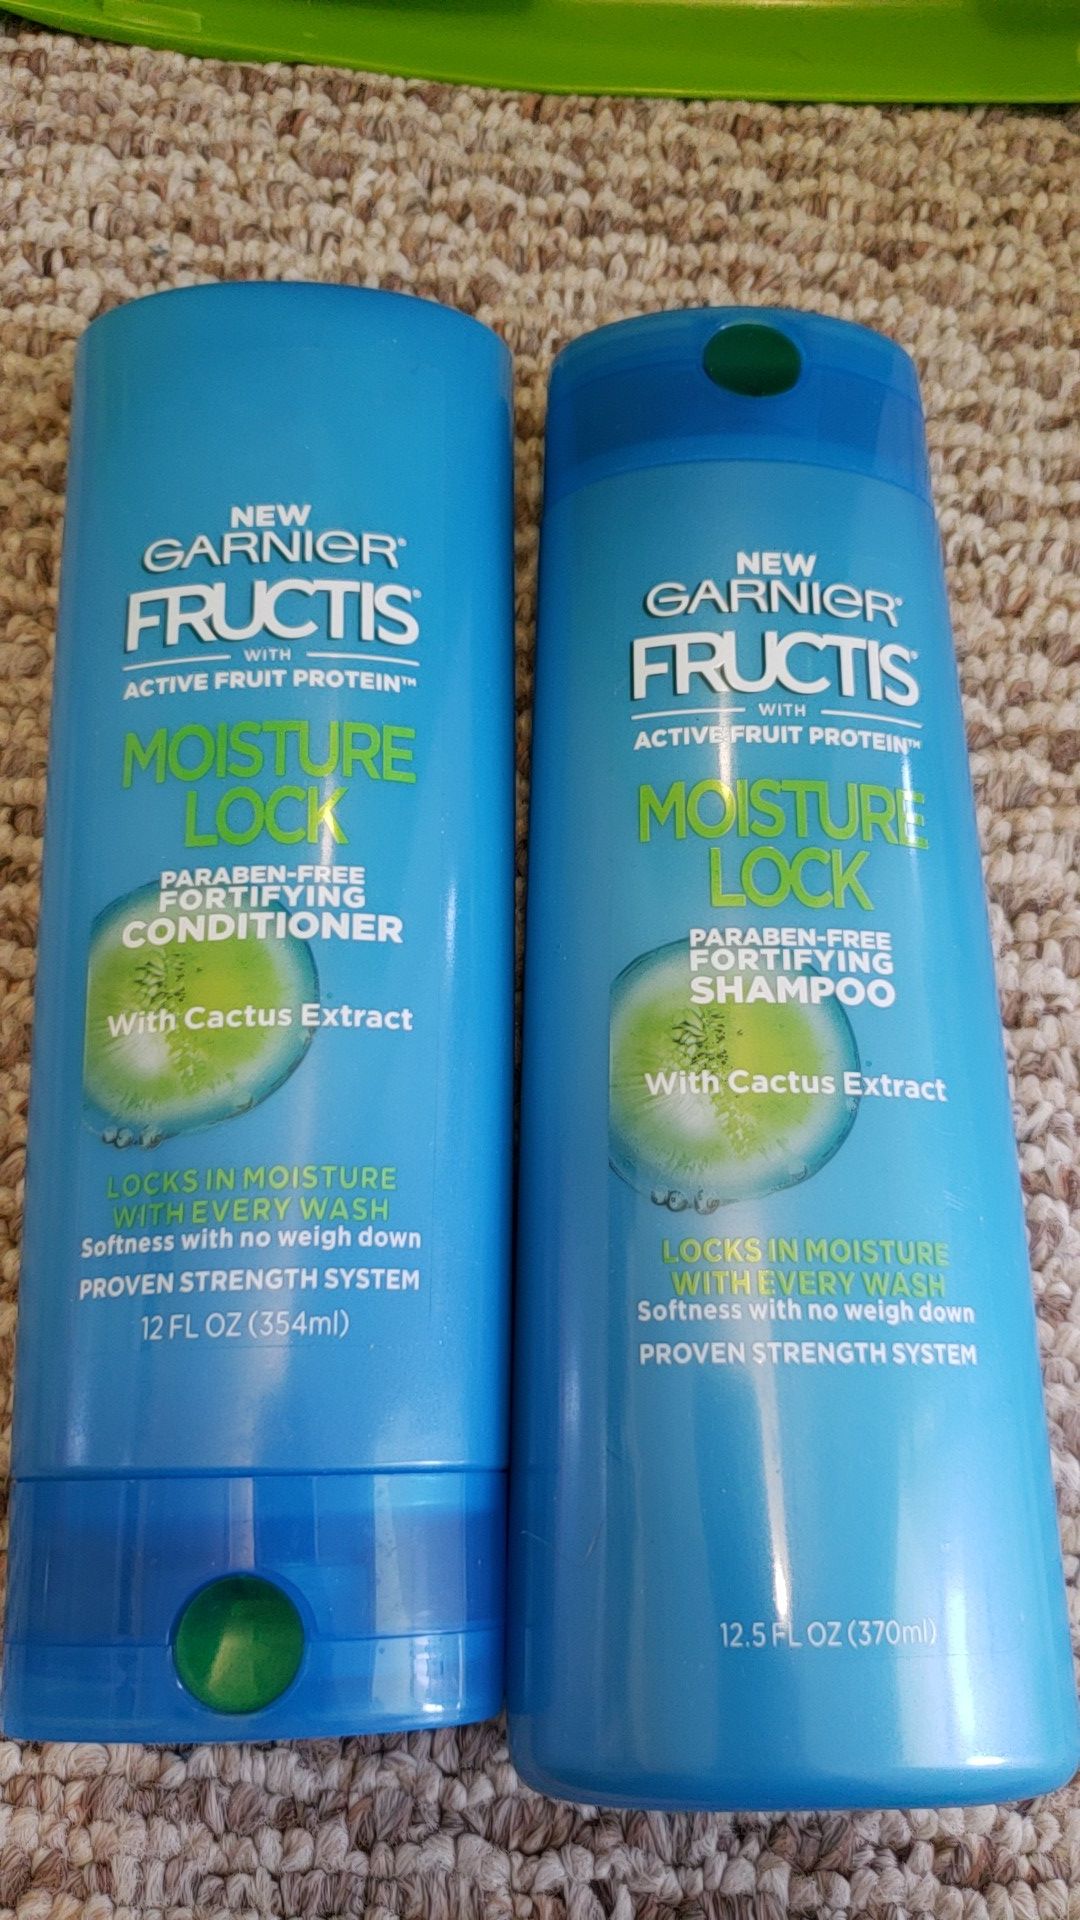 NEW
GARNIER®
FRUCTIS®
WITH
ACTIVE FRUIT PROTEIN™
MOISTURE
LOCK
PARABEN-FREE
FORTIFYING
CONDITIONER
With Cactus Extract
LOCKS IN MOISTURE
WITH EVERY WASH
Softness with no weigh down
PROVEN STRENGTH SYSTEM
12 FL OZ (354ml)
NEW
GARNIER®
FRUCTIS®
WITH
ACTIVE FRUIT PROTEIN™
MOISTURE
LOCK
PARABEN-FREE
FORTIFYING
SHAMPOO
With Cactus Extract
LOCKS IN MOISTURE
WITH EVERY WASH
Softness with no weigh down
PROVEN STRENGTH SYSTEM
12.5 FL OZ (370ml)